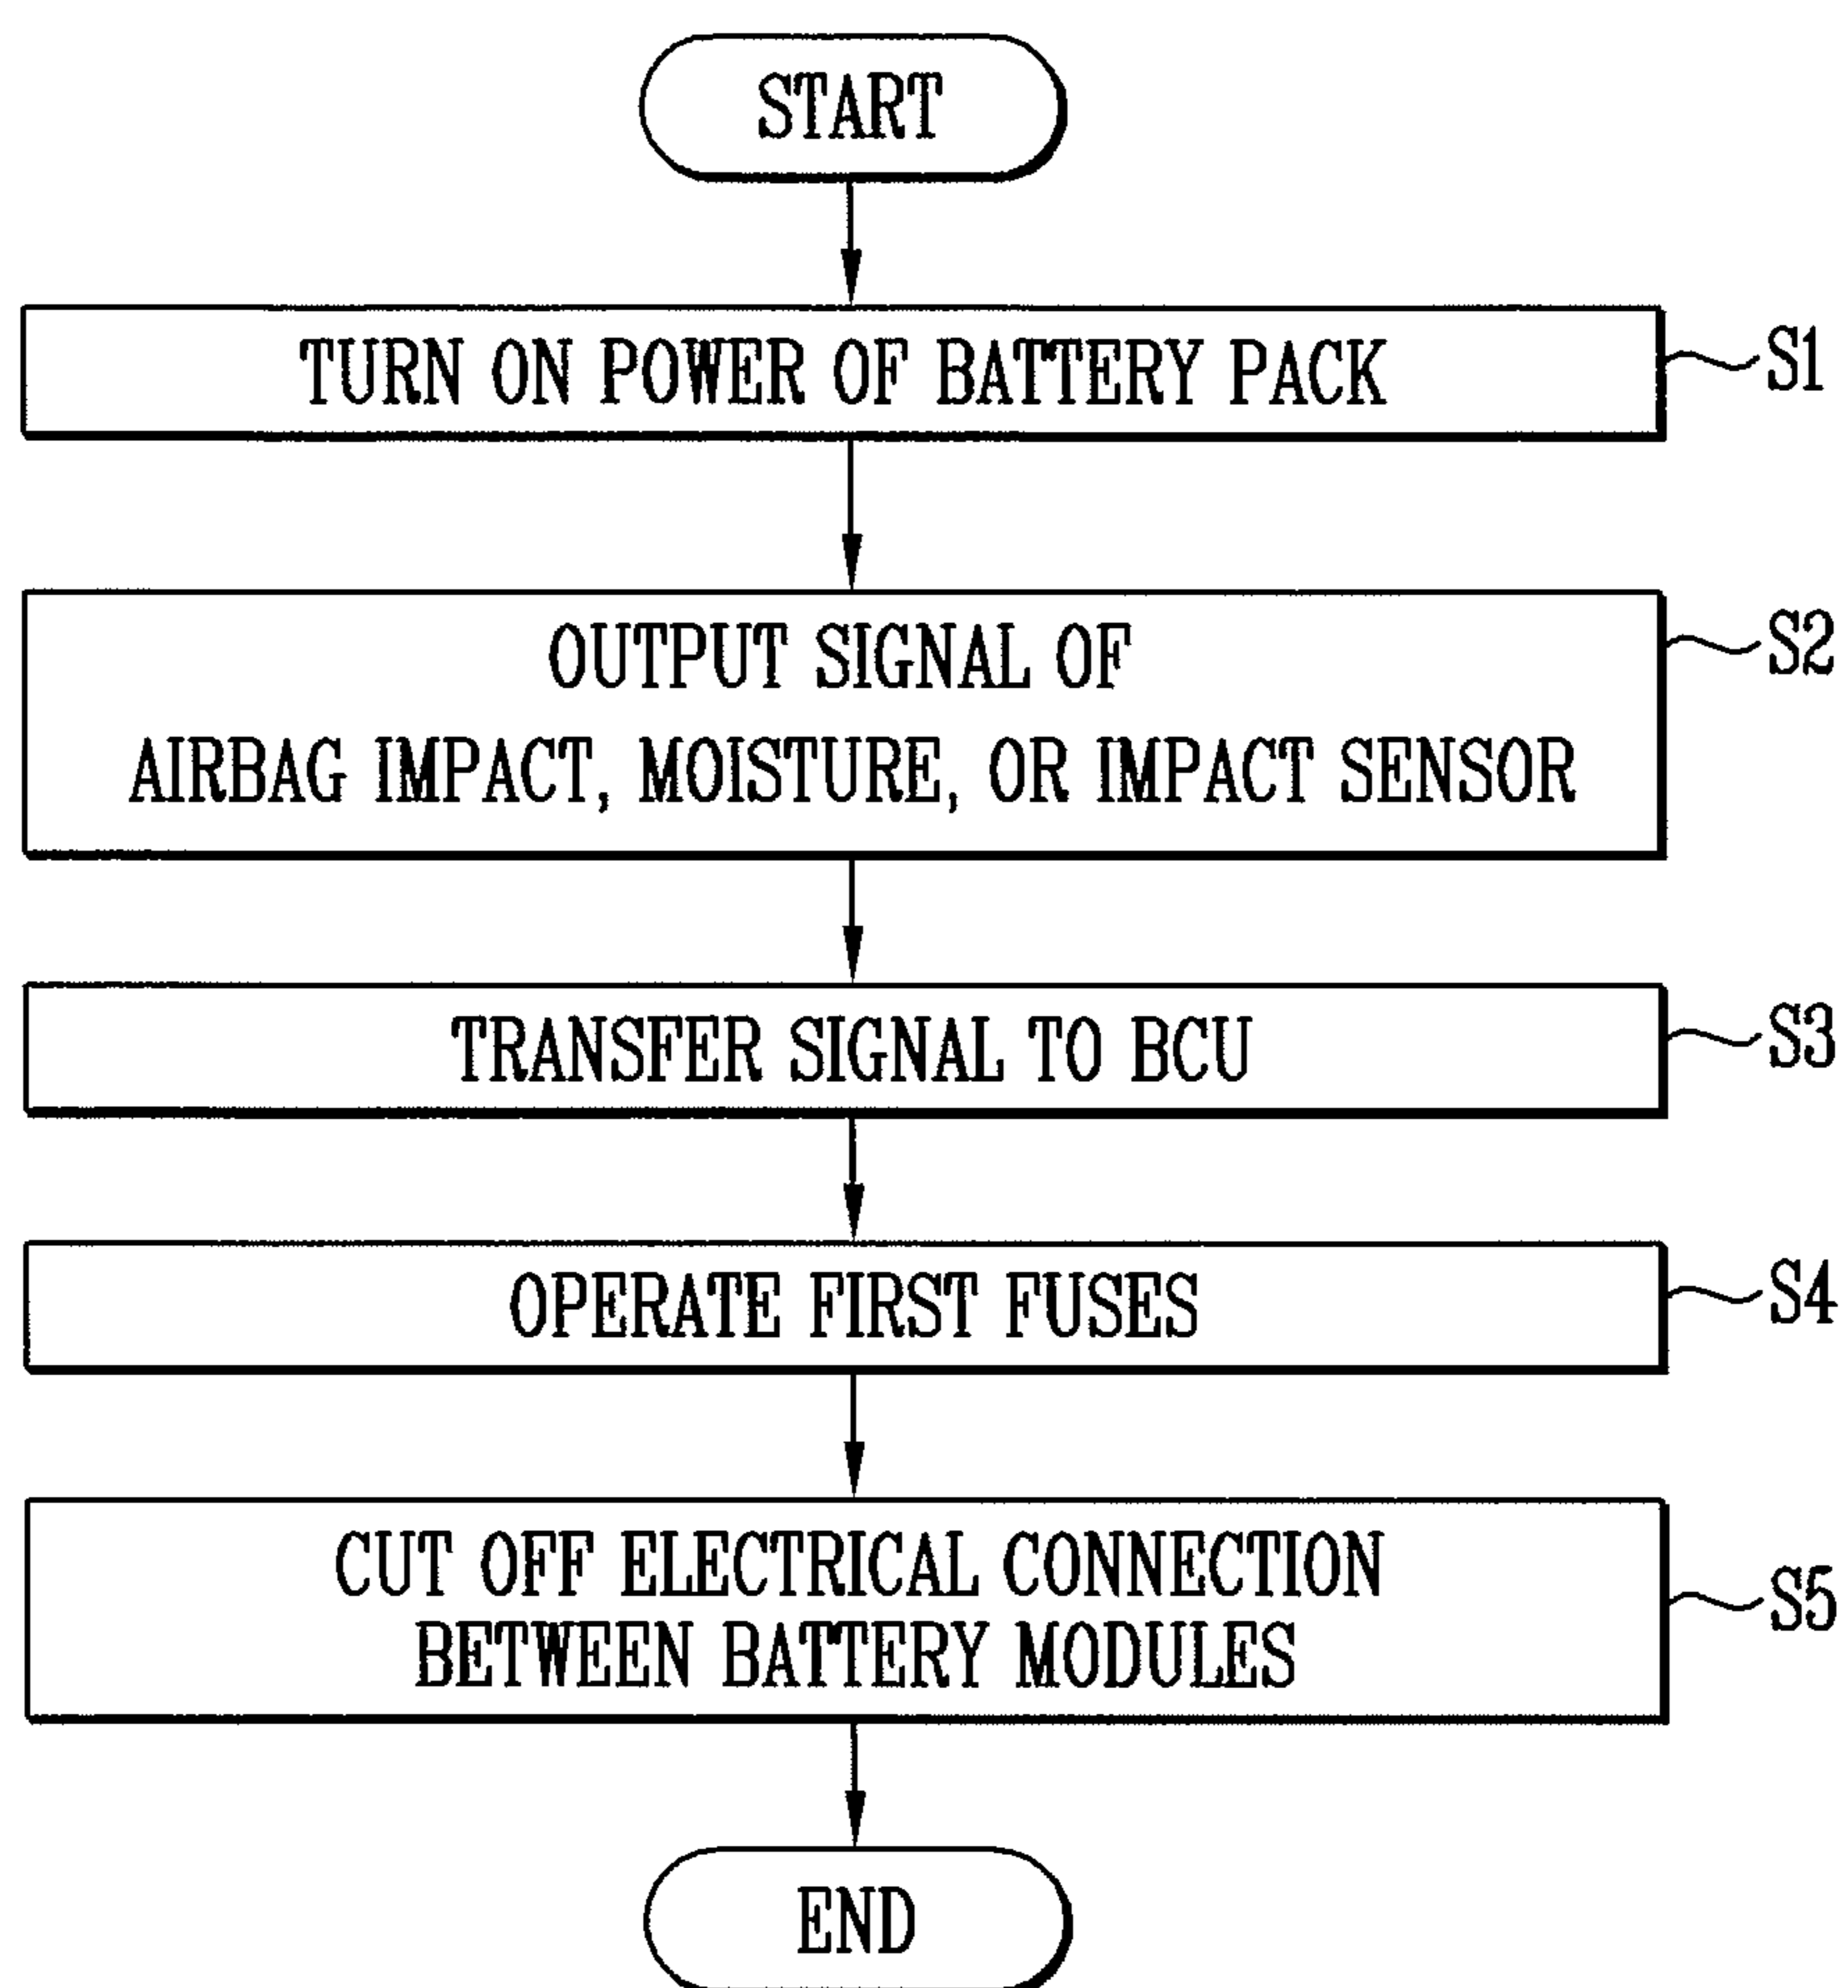 START
TURN ON POWER OF BATTERY PACK
S1
OUTPUT SIGNAL OF
S2
AIRBAG IMPACT, MOISTURE, OR IMPACT SENSOR
TRANSFER SIGNAL TO BCU
S3
OPERATE FIRST FUSES
S4
CUT OFF ELECTRICAL CONNECTION
BETWEEN BATTERY MODULES
S5
END